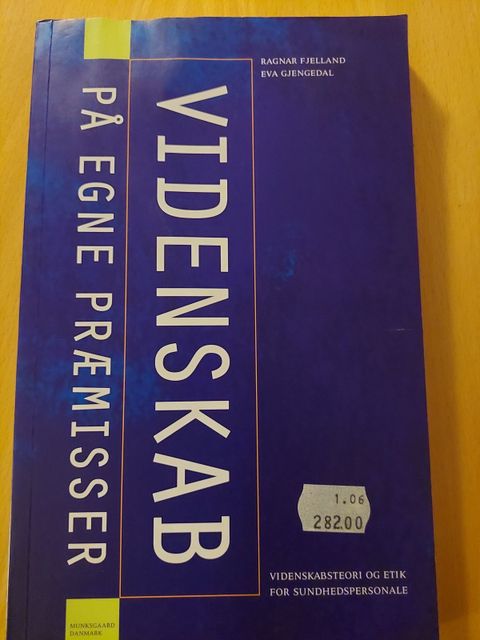 RAGNAR FJELLAND
EVA GJENGEDAL
VIDENSKAB
PÅ EGNE PRÆMISSER
1.06
282.00
VIDENSKABSTEORI OG ETIK
FOR SUNDHEDSPERSONALE
MUNKSGAARD
DANMARK